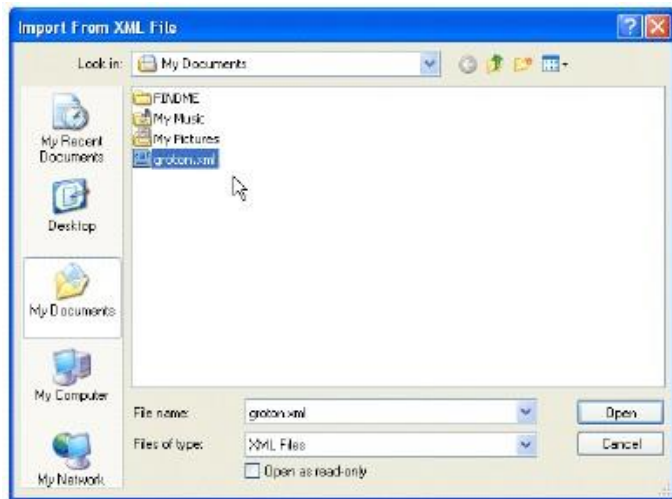 Import From XML File
Look in: My Documents
FINDME
My Music
My Pictures
groton.xml
My Recent
Documents
Desktop
My Documents
My Computer
My Network
File name: groton.xml Open
Files of type: XML Files Cancel
Open as read-only